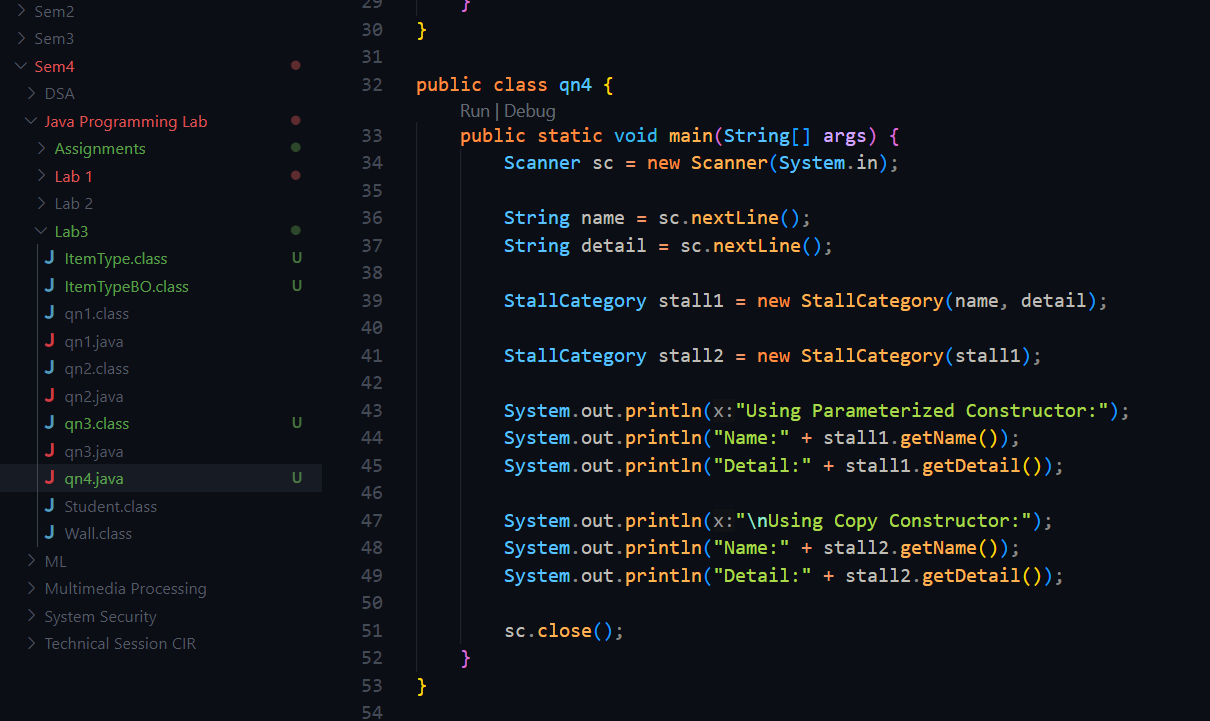 Sem2
Sem3
Sem4
DSA
Java Programming Lab
Assignments
Lab 1
Lab 2
Lab3
J ItemType.class U
J ItemTypeBO.class U
J qn1.class
J qn1.java
J qn2.class
J qn2.java
J qn3.class U
J qn3.java
J qn4.java U
J Student.class
J Wall.class
ML
Multimedia Processing
System Security
Technical Session CIR
29 }
30 }
31
32 public class qn4 {
Run | Debug
33 public static void main(String[] args) {
34 Scanner sc = new Scanner(System.in);
35
36 String name = sc.nextLine();
37 String detail = sc.nextLine();
38
39 StallCategory stall1 = new StallCategory(name, detail);
40
41 StallCategory stall2 = new StallCategory(stall1);
42
43 System.out.println(x:"Using Parameterized Constructor:");
44 System.out.println("Name:" + stall1.getName());
45 System.out.println("Detail:" + stall1.getDetail());
46
47 System.out.println(x:"\nUsing Copy Constructor:");
48 System.out.println("Name:" + stall2.getName());
49 System.out.println("Detail:" + stall2.getDetail());
50
51 sc.close();
52 }
53 }
54